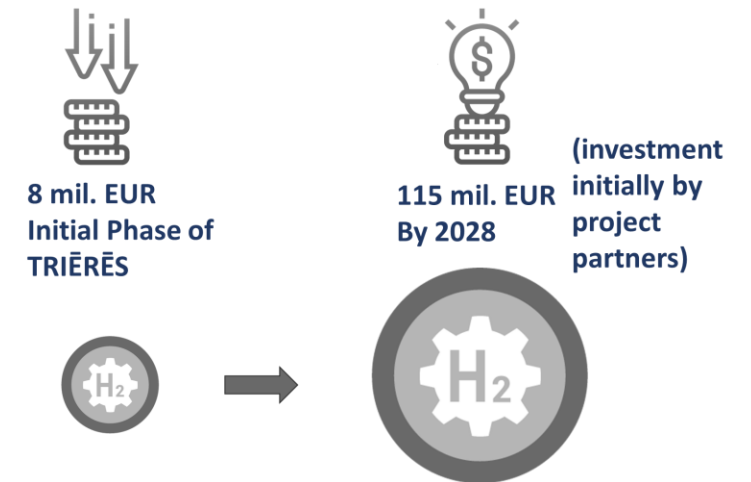 $
8 mil. EUR
Initial Phase of
TRIĒRĒS
115 mil. EUR
By 2028
(investment
initially by
project
partners)
H₂
H₂